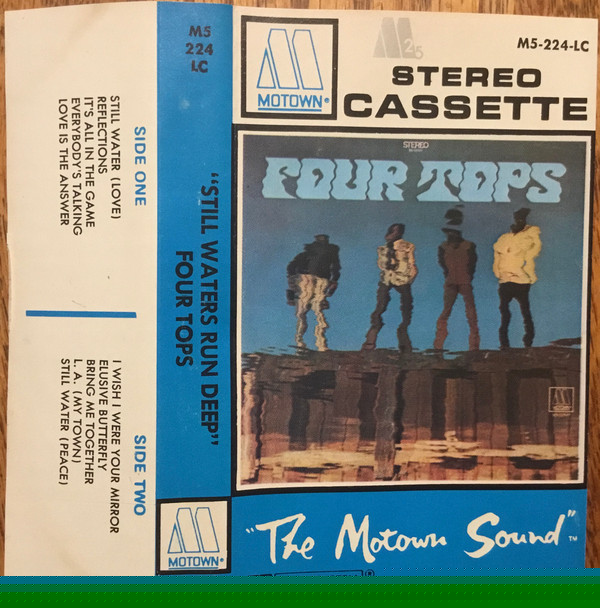 SIDE ONE
STILL WATER (LOVE)
REFLECTIONS
IT'S ALL IN THE GAME
EVERYBODY'S TALKING
LOVE IS THE ANSWER
SIDE TWO
I WISH I WERE YOUR MIRROR
ELUSIVE BUTTERFLY
BRING ME TOGETHER
L. A. (MY TOWN)
STILL WATER (PEACE)
M5
224
LC
"STILL WATERS RUN DEEP"
FOUR TOPS
MOTOWN®
MOTOWN®
M5-224-LC
STEREO
CASSETTE
STEREO
FOUR TOPS
"The Motown Sound"™